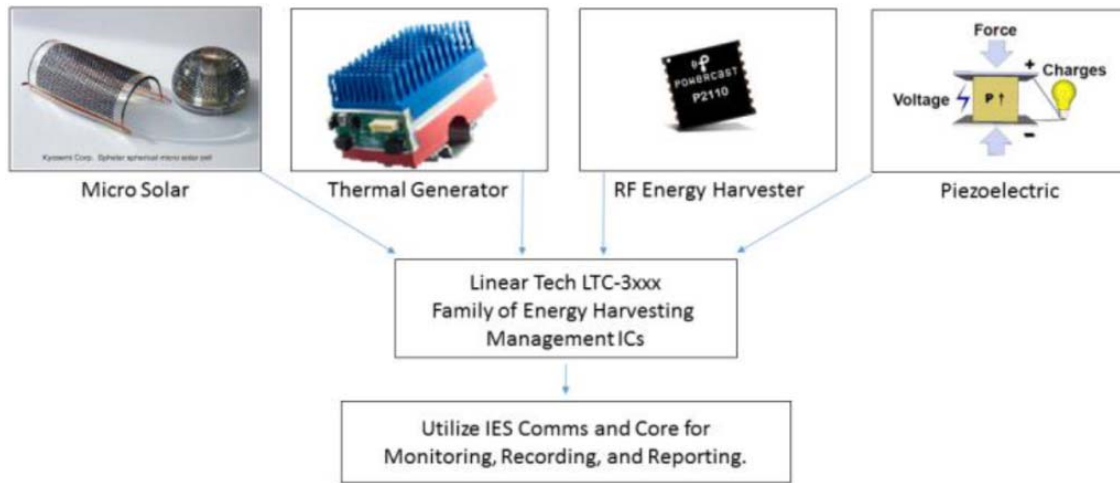 Kyosemi Corp. Sphelar spherical micro solar cell
POWERCAST
P2110
Force
+
Charges
Voltage
P ↑
-
Micro Solar
Thermal Generator
RF Energy Harvester
Piezoelectric
Linear Tech LTC-3xxx
Family of Energy Harvesting
Management ICs
Utilize IES Comms and Core for
Monitoring, Recording, and Reporting.